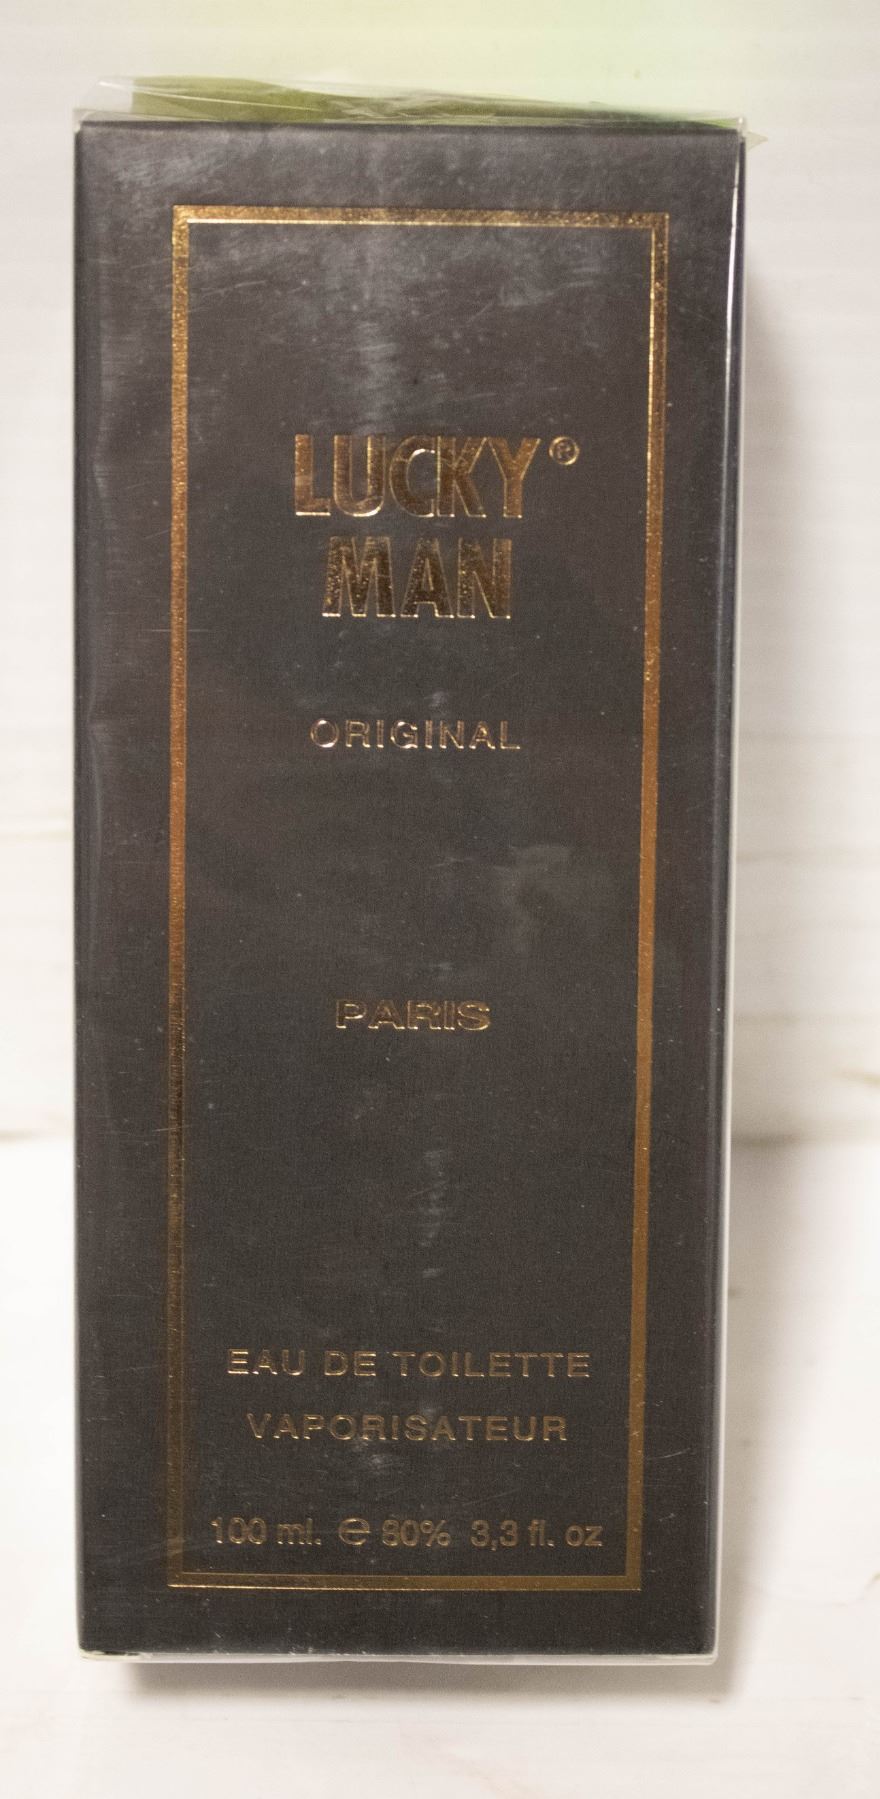 LUCKY®
MAN
ORIGINAL
PARIS
EAU DE TOILETTE
VAPORISATEUR
100 ml. ℮ 80% 3,3 fl. oz